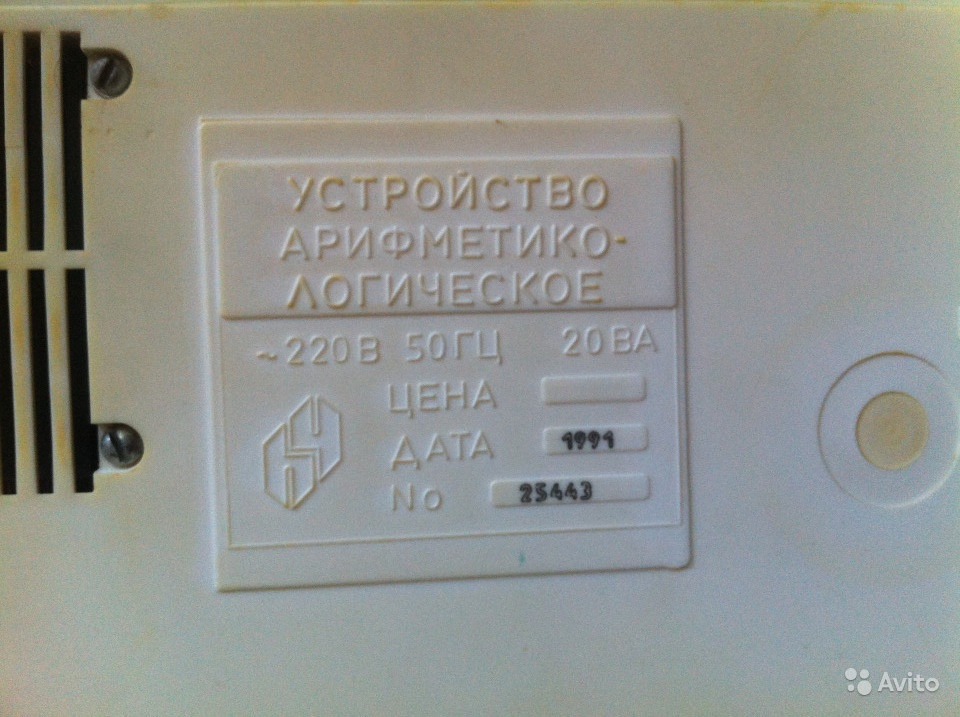 УСТРОЙСТВО
АРИФМЕТИКО-
ЛОГИЧЕСКОЕ
~220В 50ГЦ 20ВА
ЦЕНА
ДАТА 1991
No 25443
Avito